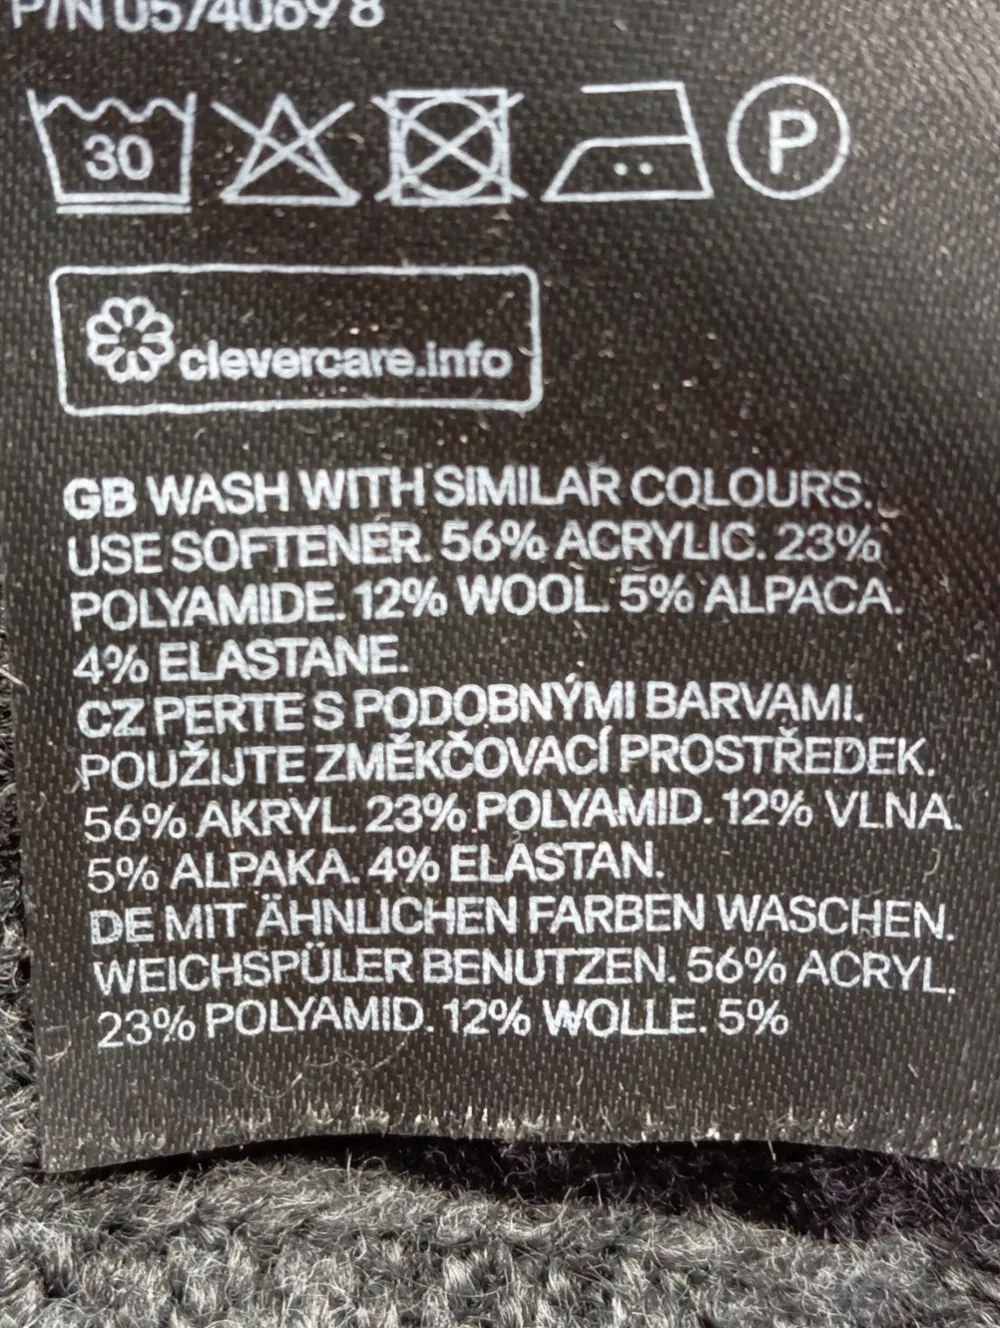 P/N 05740698
30
P
clevercare.info
GB WASH WITH SIMILAR COLOURS.
USE SOFTENER. 56% ACRYLIC. 23%
POLYAMIDE. 12% WOOL. 5% ALPACA.
4% ELASTANE.
CZ PERTE S PODOBNÝMI BARVAMI.
POUŽIJTE ZMĚKČOVACÍ PROSTŘEDEK.
56% AKRYL. 23% POLYAMID. 12% VLNA.
5% ALPAKA. 4% ELASTAN.
DE MIT ÄHNLICHEN FARBEN WASCHEN.
WEICHSPÜLER BENUTZEN. 56% ACRYL.
23% POLYAMID. 12% WOLLE. 5%